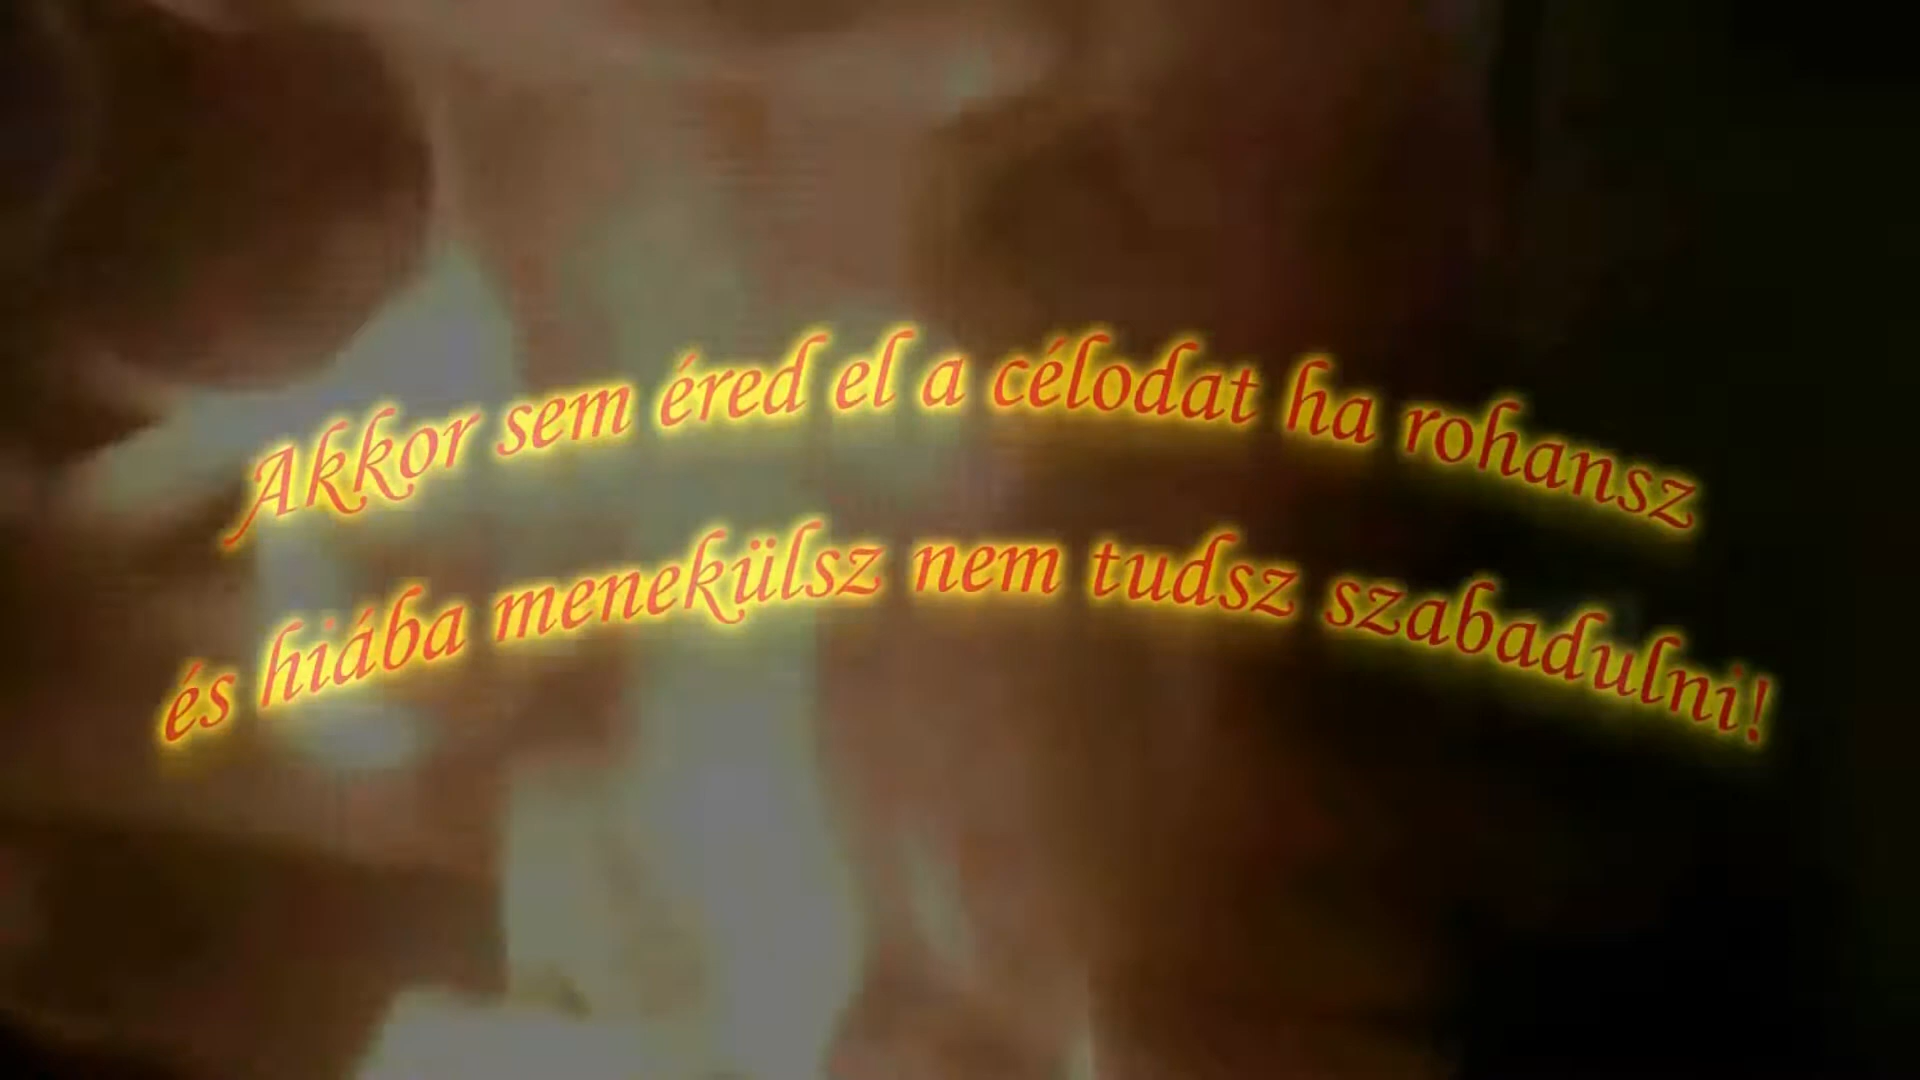 Akkor sem éred el a célodat ha rohansz
és hiába menekülsz nem tudsz szabadulni!